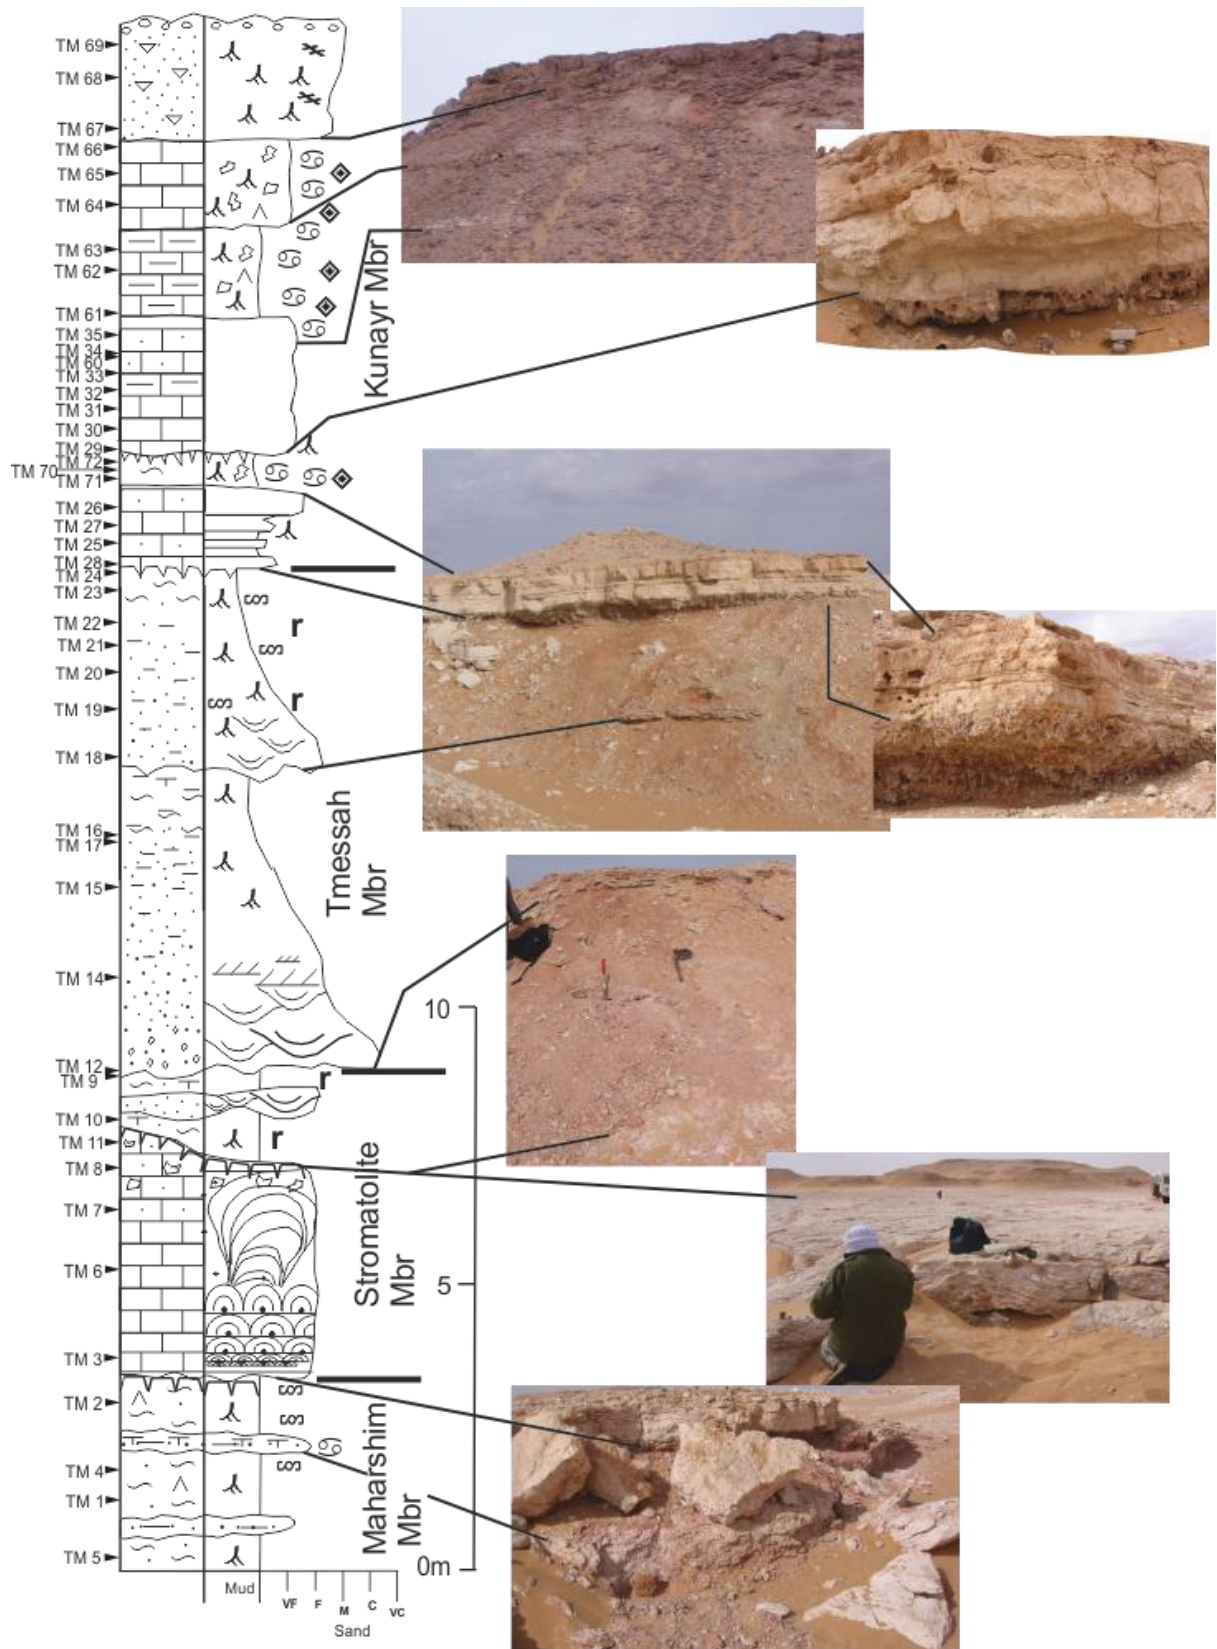 TM 69
TM 68
TM 67
TM 66
TM 65
TM 64
TM 63
TM 62
TM 61
TM 35
TM 34
TM 60
TM 33
TM 32
TM 31
TM 30
TM 29
TM 72
TM 70
TM 71
TM 26
TM 27
TM 25
TM 28
TM 24
TM 23
TM 22
TM 21
TM 20
TM 19
TM 18
TM 16
TM 17
TM 15
TM 14
TM 12
TM 9
TM 10
TM 11
TM 8
TM 7
TM 6
TM 3
TM 2
TM 4
TM 1
TM 5
r
r
r
r
Kunayr Mbr
Tmessah
Mbr
Stromatolite
Mbr
Maharshim
Mbr
10
5
0m
Mud
VF F M C VC
Sand